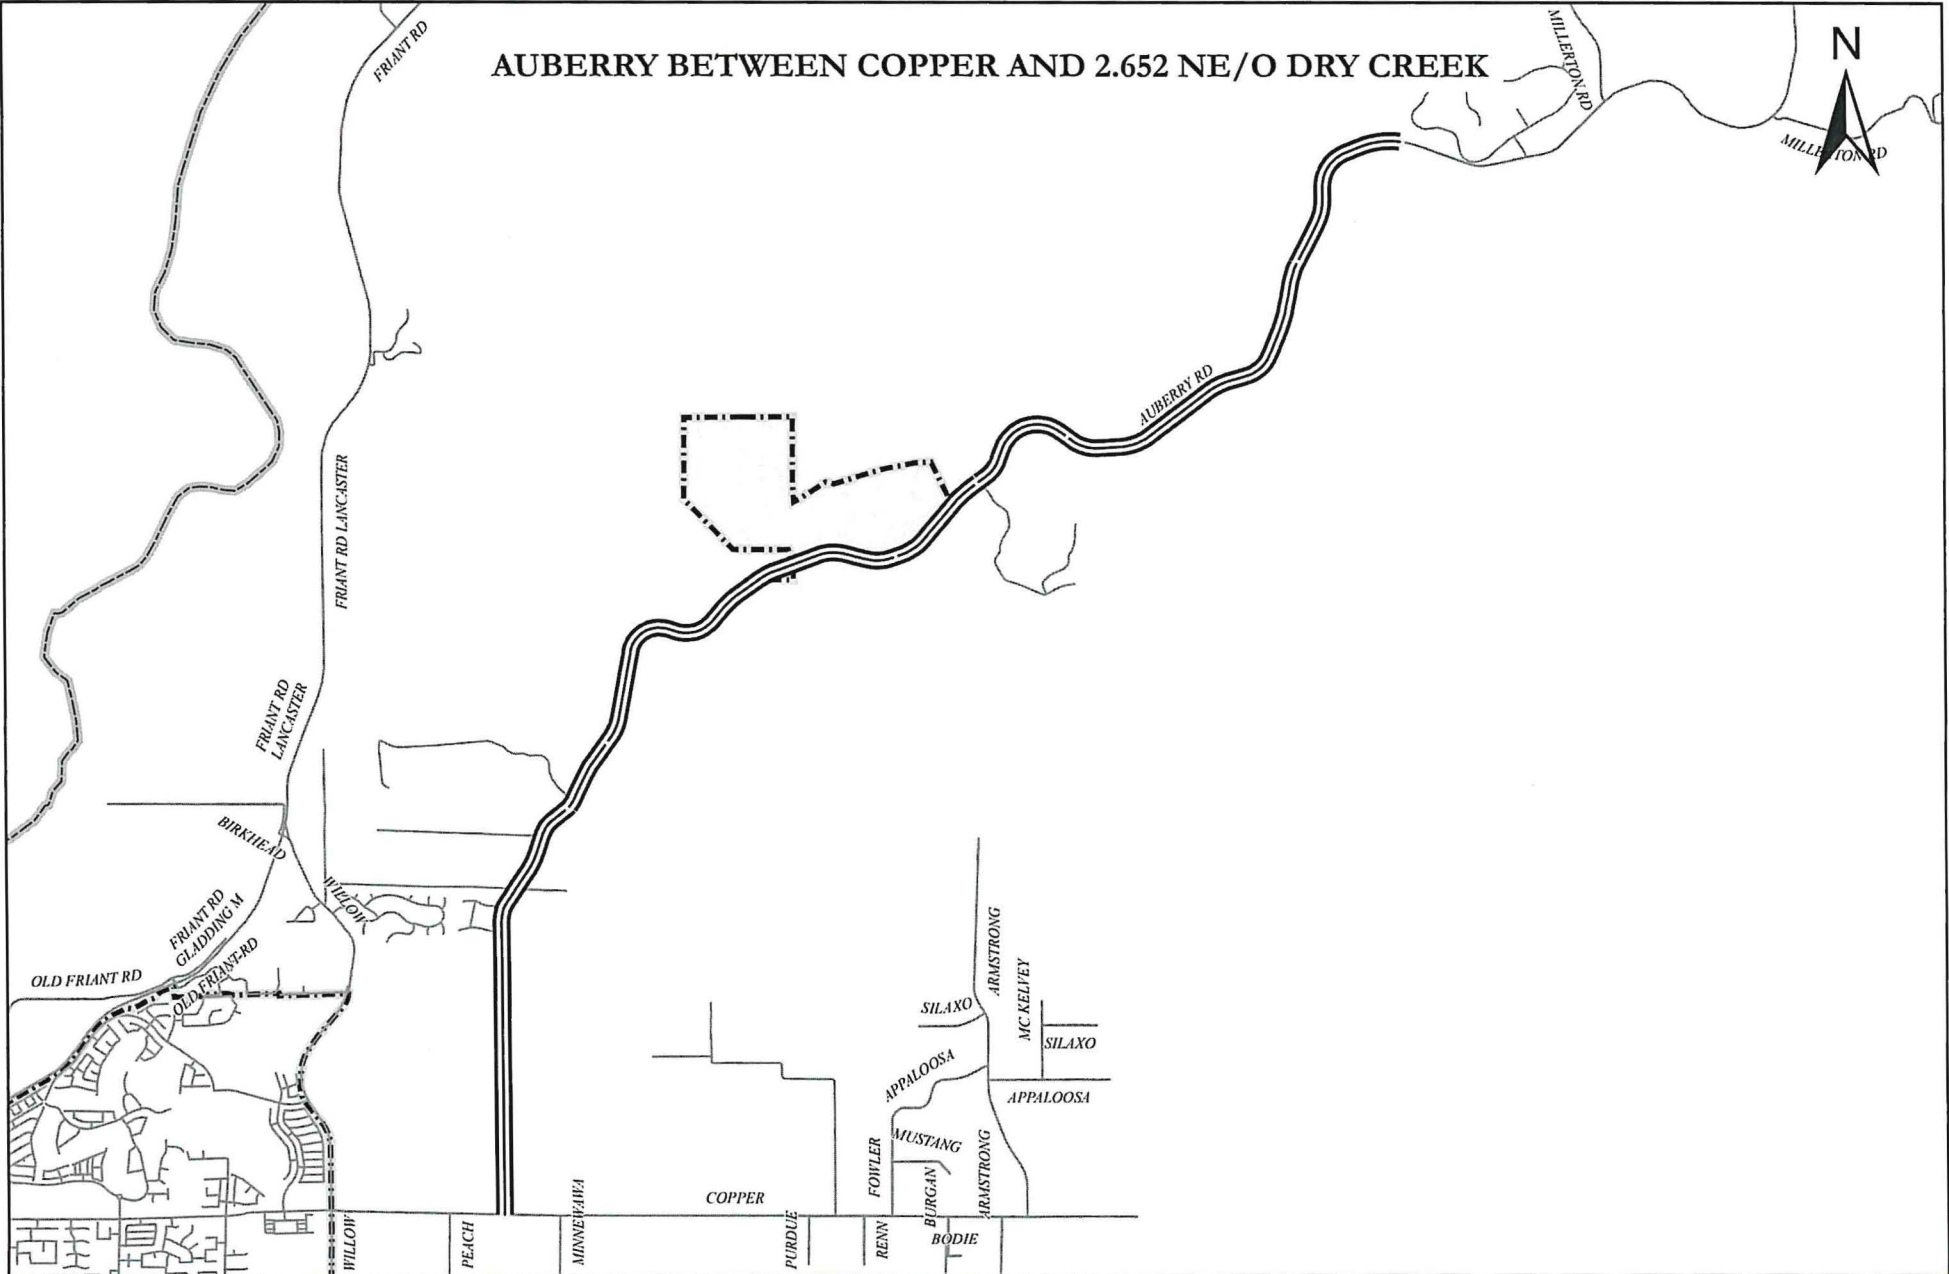 AUBERRY BETWEEN COPPER AND 2.652 NE/O DRY CREEK
N
FRIANT RD
MILLERTON RD
MILLERTON RD
AUBERRY RD
FRIANT RD LANCASTER
FRIANT RD
LANCASTER
BIRKHEAD
WILLOW
FRIANT RD
GLADDING M
OLD FRIANT RD
OLD FRIANT RD
ARMSTRONG
MC KELVEY
SILAXO
SILAXO
APPALOOSA
APPALOOSA
MUSTANG
FOWLER
BURGAN
ARMSTRONG
COPPER
WILLOW
PEACH
MINNEWAWA
PURDUE
RENN
BODIE